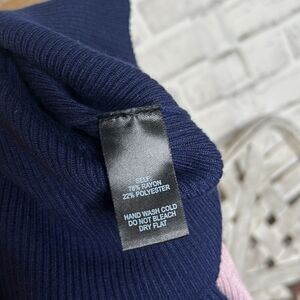 SELF:
78% RAYON
22% POLYESTER
HAND WASH COLD
DO NOT BLEACH
DRY FLAT